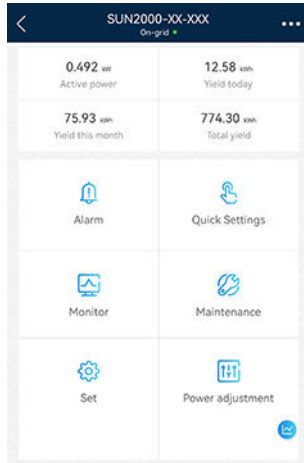 SUN2000-XX-XXX
On-grid
0.492 kW
Active power
12.58 kWh
Yield today
75.93 kWh
Yield this month
774.30 kWh
Total yield
Alarm
Quick Settings
Monitor
Maintenance
Set
Power adjustment